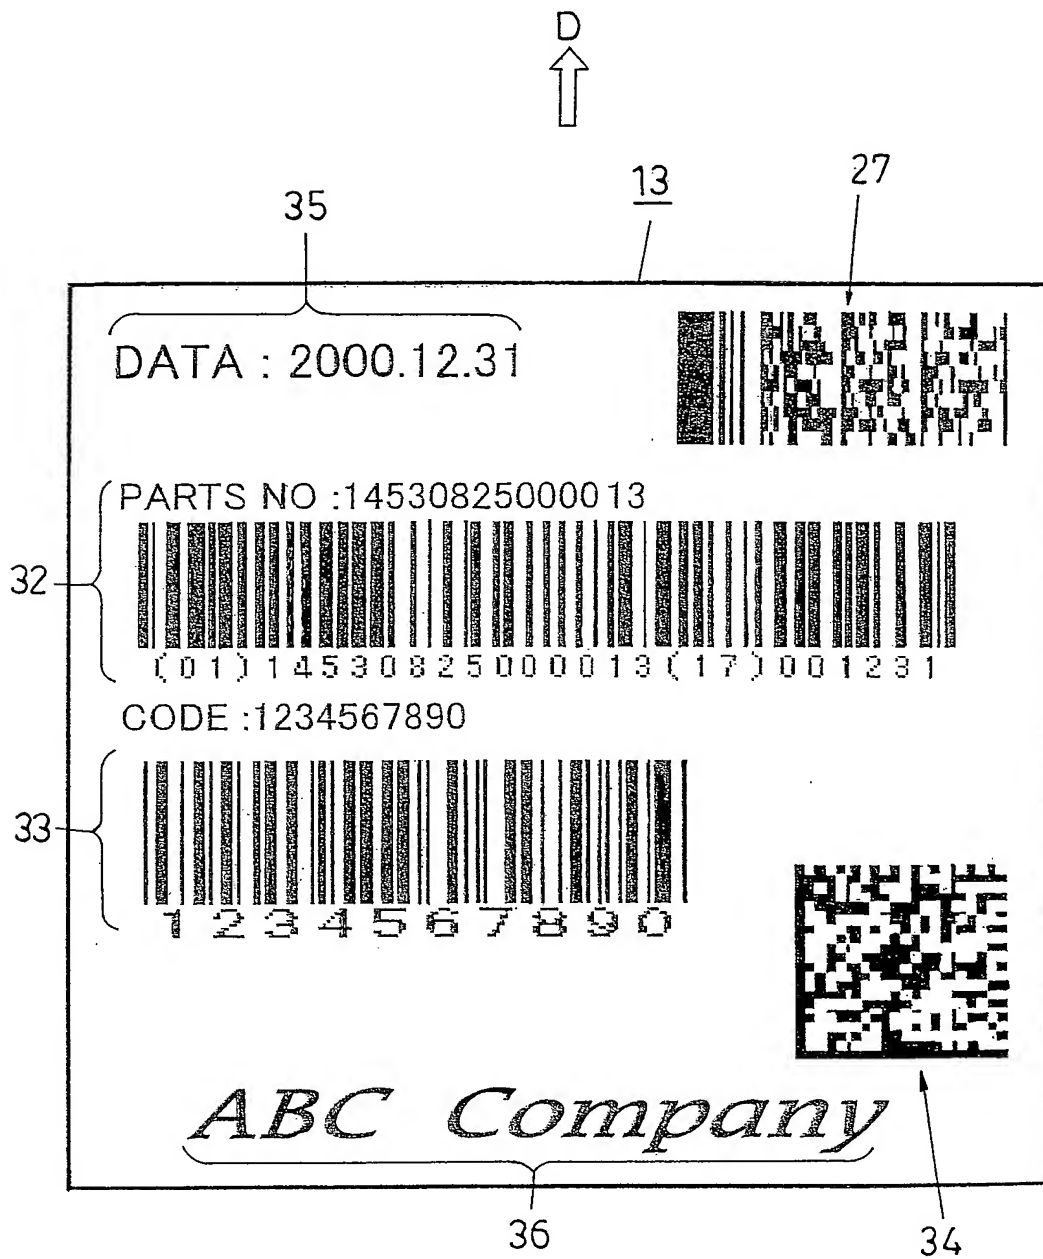 D
13
27
35
DATA : 2000.12.31
PARTS NO :14530825000013
32
(01)14530825000013(17)001231
CODE :1234567890
33
1234567890
ABC Company
36
34